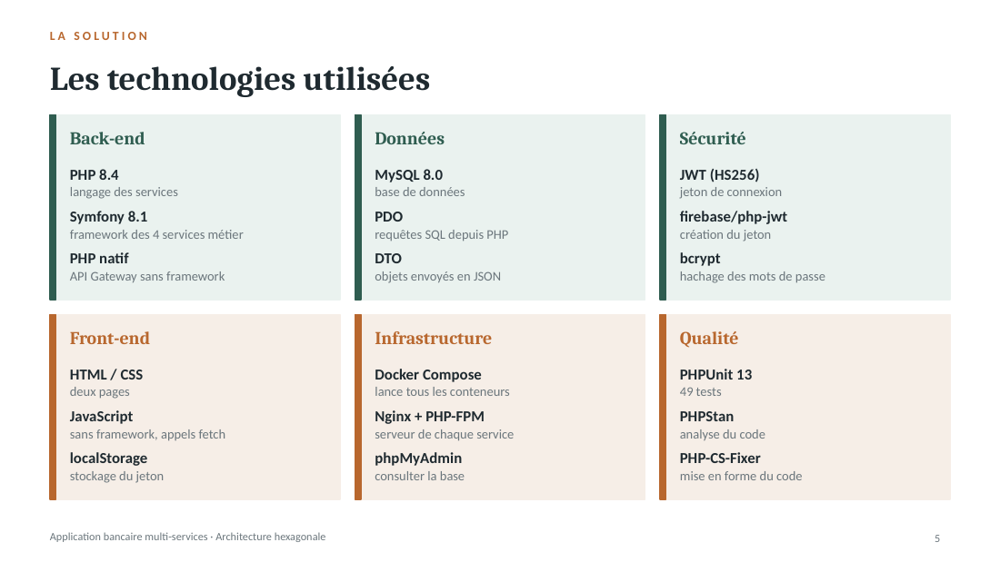 LA SOLUTION
Les technologies utilisées
Back-end
PHP 8.4
langage des services
Symfony 8.1
framework des 4 services métier
PHP natif
API Gateway sans framework
Données
MySQL 8.0
base de données
PDO
requêtes SQL depuis PHP
DTO
objets envoyés en JSON
Sécurité
JWT (HS256)
jeton de connexion
firebase/php-jwt
création du jeton
bcrypt
hachage des mots de passe
Front-end
HTML / CSS
deux pages
JavaScript
sans framework, appels fetch
localStorage
stockage du jeton
Infrastructure
Docker Compose
lance tous les conteneurs
Nginx + PHP-FPM
serveur de chaque service
phpMyAdmin
consulter la base
Qualité
PHPUnit 13
49 tests
PHPStan
analyse du code
PHP-CS-Fixer
mise en forme du code
Application bancaire multi-services · Architecture hexagonale
5